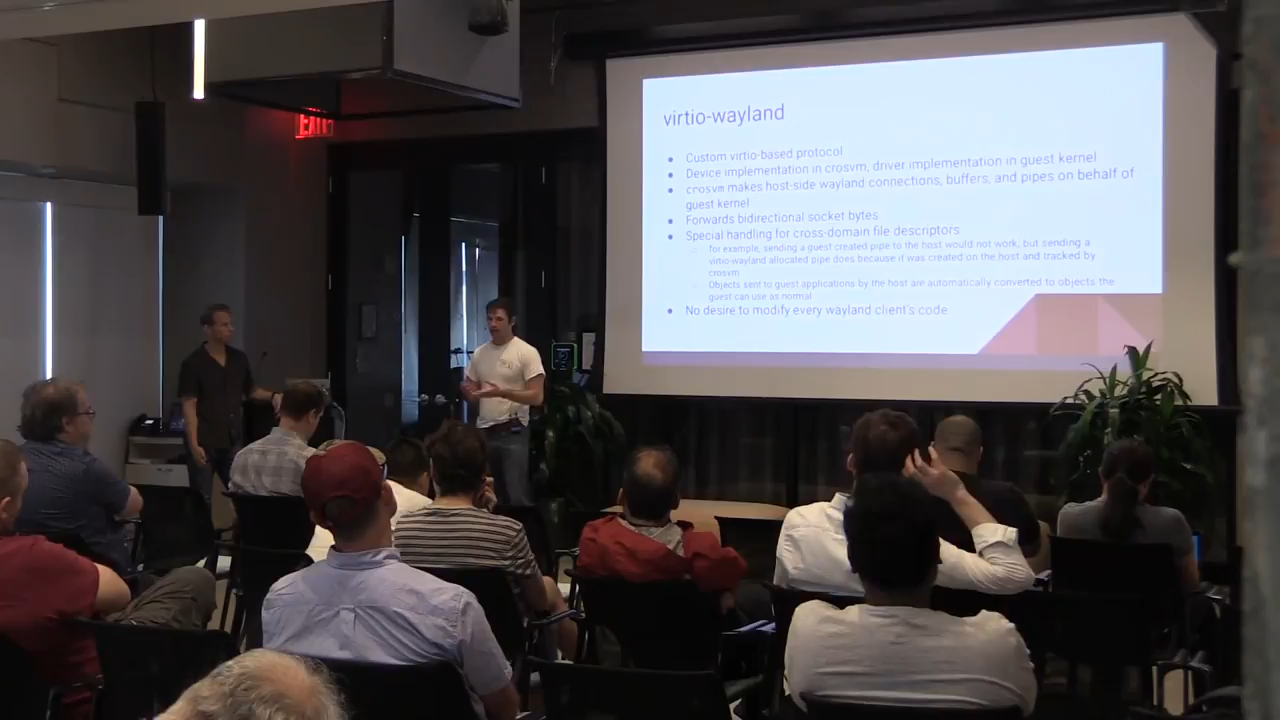 EXIT
virtio-wayland
● Custom virtio-based protocol
● Device implementation in crosvm, driver implementation in guest kernel
● crosvm makes host-side wayland connections, buffers, and pipes on behalf of
guest kernel
● Forwards bidirectional socket bytes
● Special handling for cross-domain file descriptors
○ for example, sending a guest created pipe to the host would not work, but sending a
virtio-wayland allocated pipe does because it was created on the host and tracked by
crosvm
○ Objects sent to guest applications by the host are automatically converted to objects the
guest can use as normal
● No desire to modify every wayland client's code